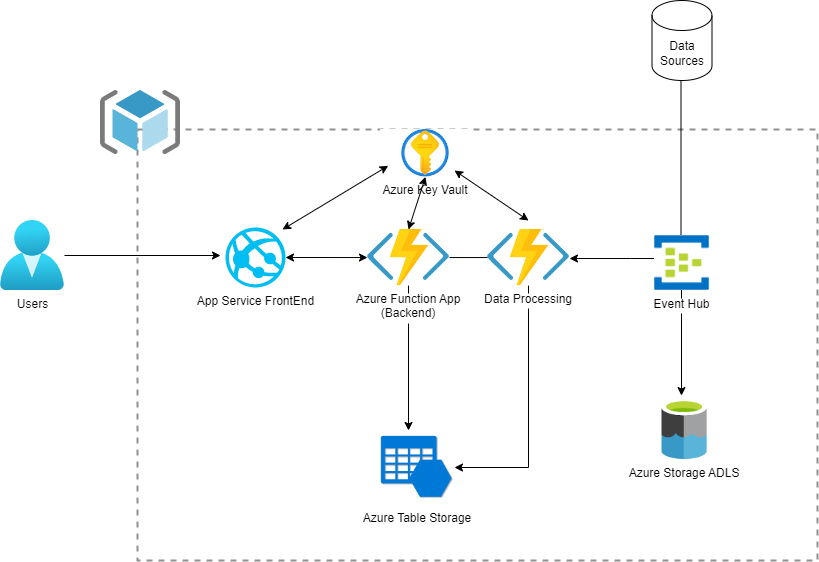 Data
Sources
Azure Key Vault
Users
App Service FrontEnd
Azure Function App
(Backend)
Data Processing
Event Hub
Azure Storage ADLS
Azure Table Storage